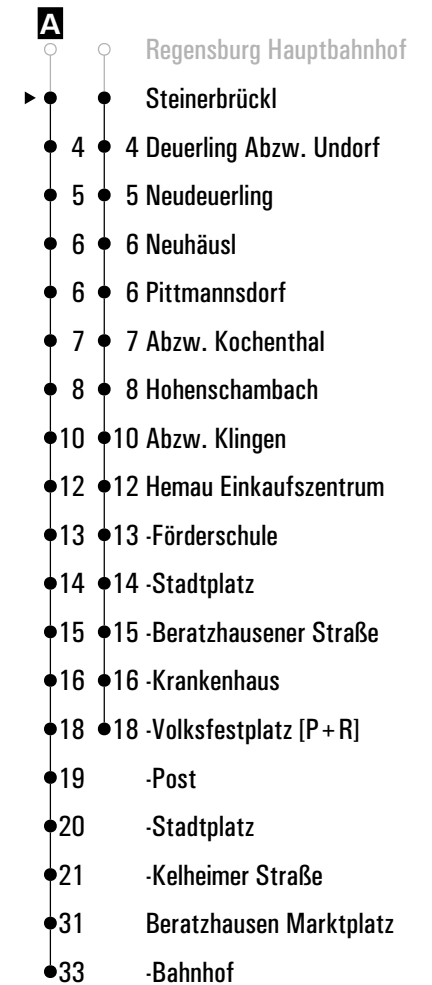 A
Regensburg Hauptbahnhof
Steinerbrückl
4 4 Deuerling Abzw. Undorf
5 5 Neudeuerling
6 6 Neuhäusl
6 6 Pittmannsdorf
7 7 Abzw. Kochenthal
8 8 Hohenschambach
10 10 Abzw. Klingen
12 12 Hemau Einkaufszentrum
13 13 -Förderschule
14 14 -Stadtplatz
15 15 -Beratzhausener Straße
16 16 -Krankenhaus
18 18 -Volksfestplatz [P+R]
19 -Post
20 -Stadtplatz
21 -Kelheimer Straße
31 Beratzhausen Marktplatz
33 -Bahnhof